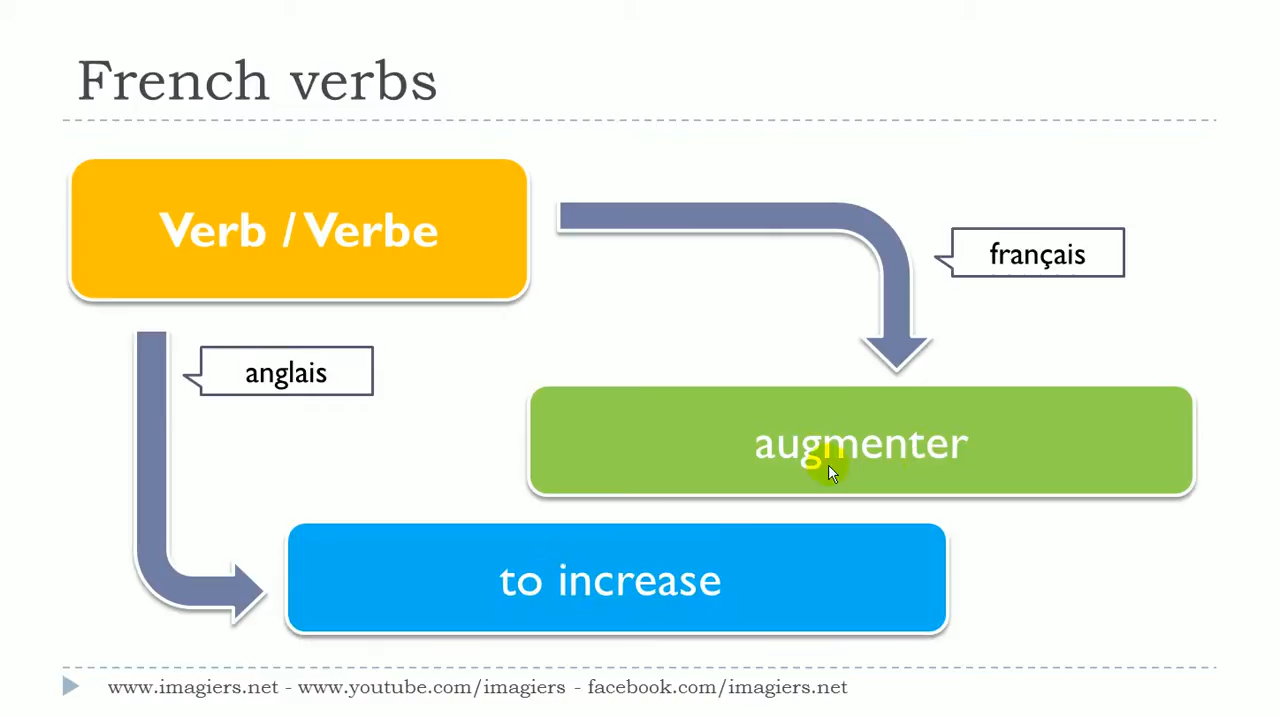 French verbs
Verb / Verbe
français
anglais
augmenter
to increase
www.imagiers.net - www.youtube.com/imagiers - facebook.com/imagiers.net